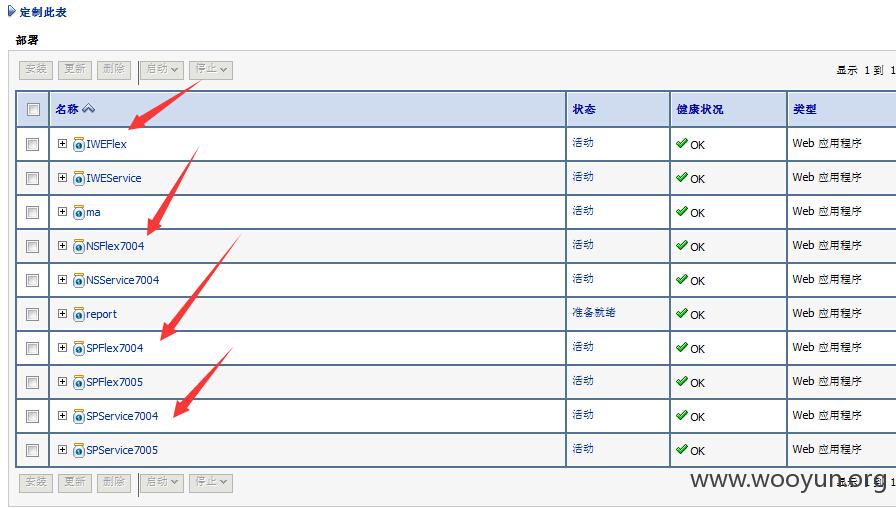 定制此表
部署
安装 更新 删除 启动 停止 显示 1 到 1
名称 状态 健康状况 类型
IWEFlex 活动 OK Web 应用程序
IWEService 活动 OK Web 应用程序
ma 活动 OK Web 应用程序
NSFlex7004 活动 OK Web 应用程序
NSService7004 活动 OK Web 应用程序
report 准备就绪 OK Web 应用程序
SPFlex7004 活动 OK Web 应用程序
SPFlex7005 活动 OK Web 应用程序
SPService7004 活动 OK Web 应用程序
SPService7005 活动 OK Web 应用程序
安装 更新 删除 启动 停止 显示 1 到 1
www.wooyun.org